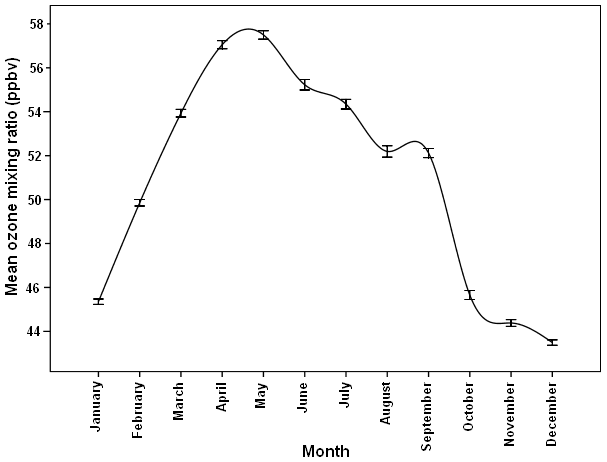 Mean ozone mixing ratio (ppbv)
58
56
54
52
50
48
46
44
January
February
March
April
May
June
July
August
September
October
November
December
Month